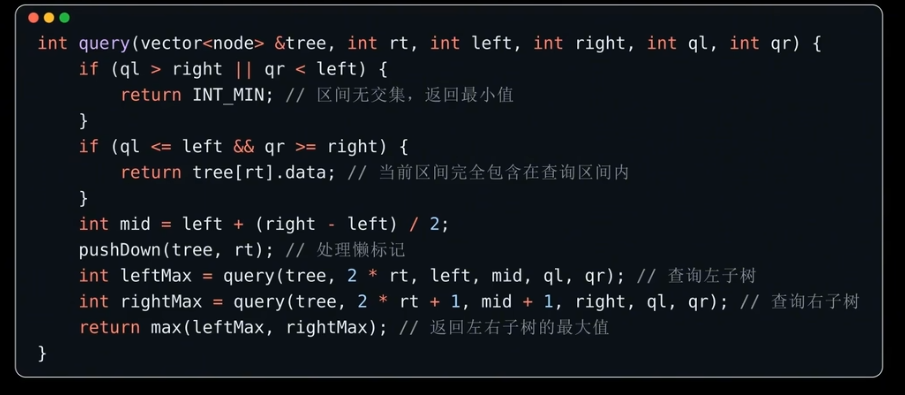 int query(vector<node> &tree, int rt, int left, int right, int ql, int qr) {
    if (ql > right || qr < left) {
        return INT_MIN; // 区间无交集，返回最小值
    }
    if (ql <= left && qr >= right) {
        return tree[rt].data; // 当前区间完全包含在查询区间内
    }
    int mid = left + (right - left) / 2;
    pushDown(tree, rt); // 处理懒标记
    int leftMax = query(tree, 2 * rt, left, mid, ql, qr); // 查询左子树
    int rightMax = query(tree, 2 * rt + 1, mid + 1, right, ql, qr); // 查询右子树
    return max(leftMax, rightMax); // 返回左右子树的最大值
}